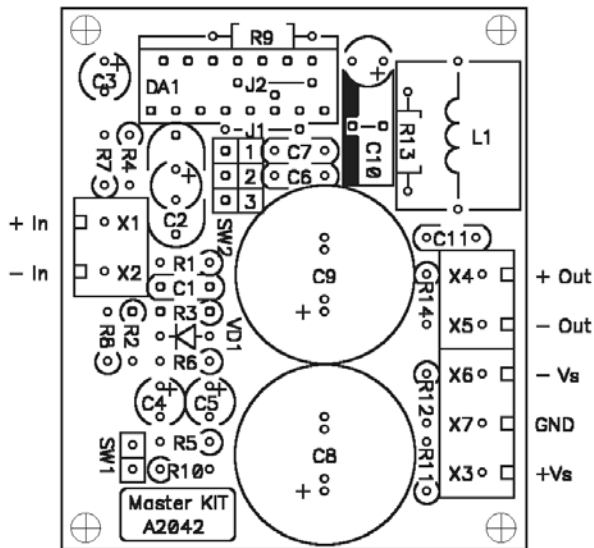 R9
C3
DA1
J2
J1
C10
R13
L1
R7
R4
C2
1
2
3
C7
C6
SW2
+ In
X1
- In
X2
R1
C1
R3
VD1
R6
R8
R2
C9
C11
R14
X4
+ Out
X5
- Out
X6
- Vs
X7
GND
X3
+Vs
R12
R11
C4
C5
C8
SW1
R5
R10
Master KIT
A2042